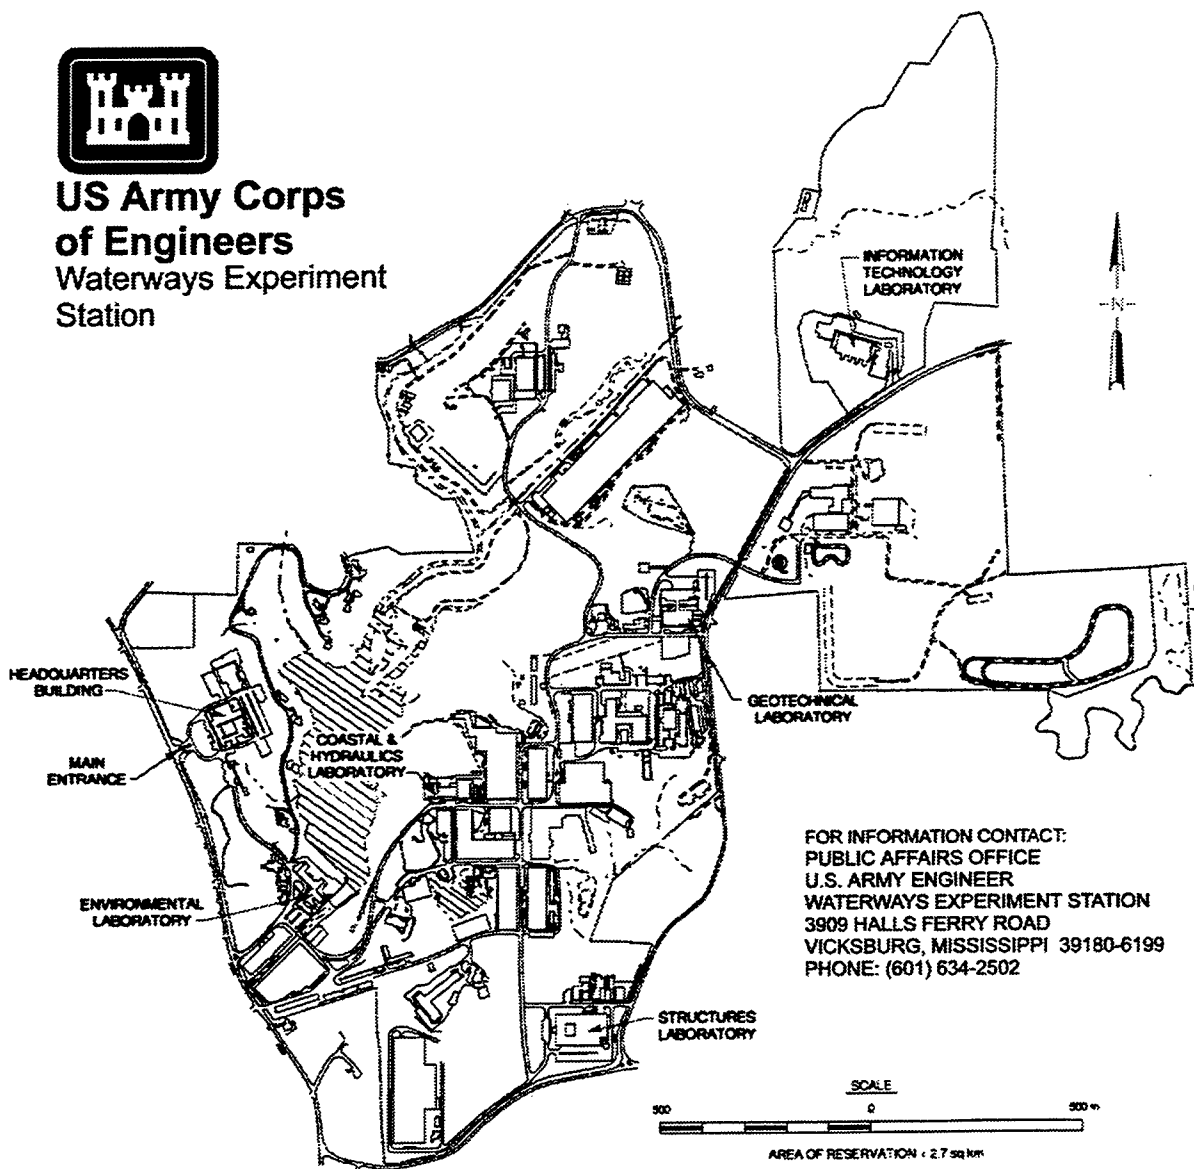 US Army Corps
of Engineers
Waterways Experiment
Station
INFORMATION
TECHNOLOGY
LABORATORY
N
HEADQUARTERS
BUILDING
MAIN
ENTRANCE
COASTAL &
HYDRAULICS
LABORATORY
GEOTECHNICAL
LABORATORY
ENVIRONMENTAL
LABORATORY
STRUCTURES
LABORATORY
FOR INFORMATION CONTACT:
PUBLIC AFFAIRS OFFICE
U.S. ARMY ENGINEER
WATERWAYS EXPERIMENT STATION
3909 HALLS FERRY ROAD
VICKSBURG, MISSISSIPPI 39180-6199
PHONE: (601) 634-2502
SCALE
500 0 500 m
AREA OF RESERVATION : 2.7 sq km